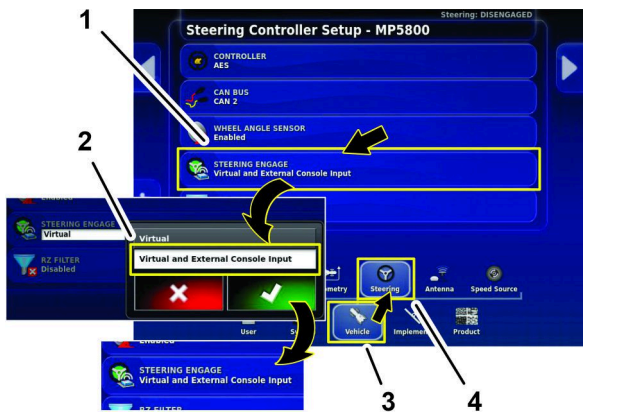 1
Steering: DISENGAGED
Steering Controller Setup - MP5800
CONTROLLER
AES
CAN BUS
CAN 2
WHEEL ANGLE SENSOR
Enabled
2
STEERING ENGAGE
Virtual and External Console Input
Enabled
STEERING ENGAGE
Virtual
RZ FILTER
Disabled
Virtual
Virtual and External Console Input
Steering
Antenna
Speed Source
User
Vehicle
Product
Enabled
STEERING ENGAGE
Virtual and External Console Input
RZ FILTER
3
4